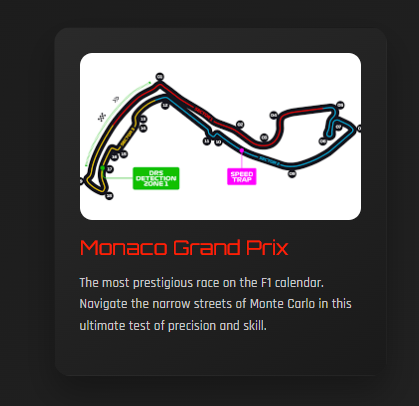 DRS
DETECTION
ZONE 1
SPEED
TRAP
Monaco Grand Prix
The most prestigious race on the F1 calendar.
Navigate the narrow streets of Monte Carlo in this
ultimate test of precision and skill.